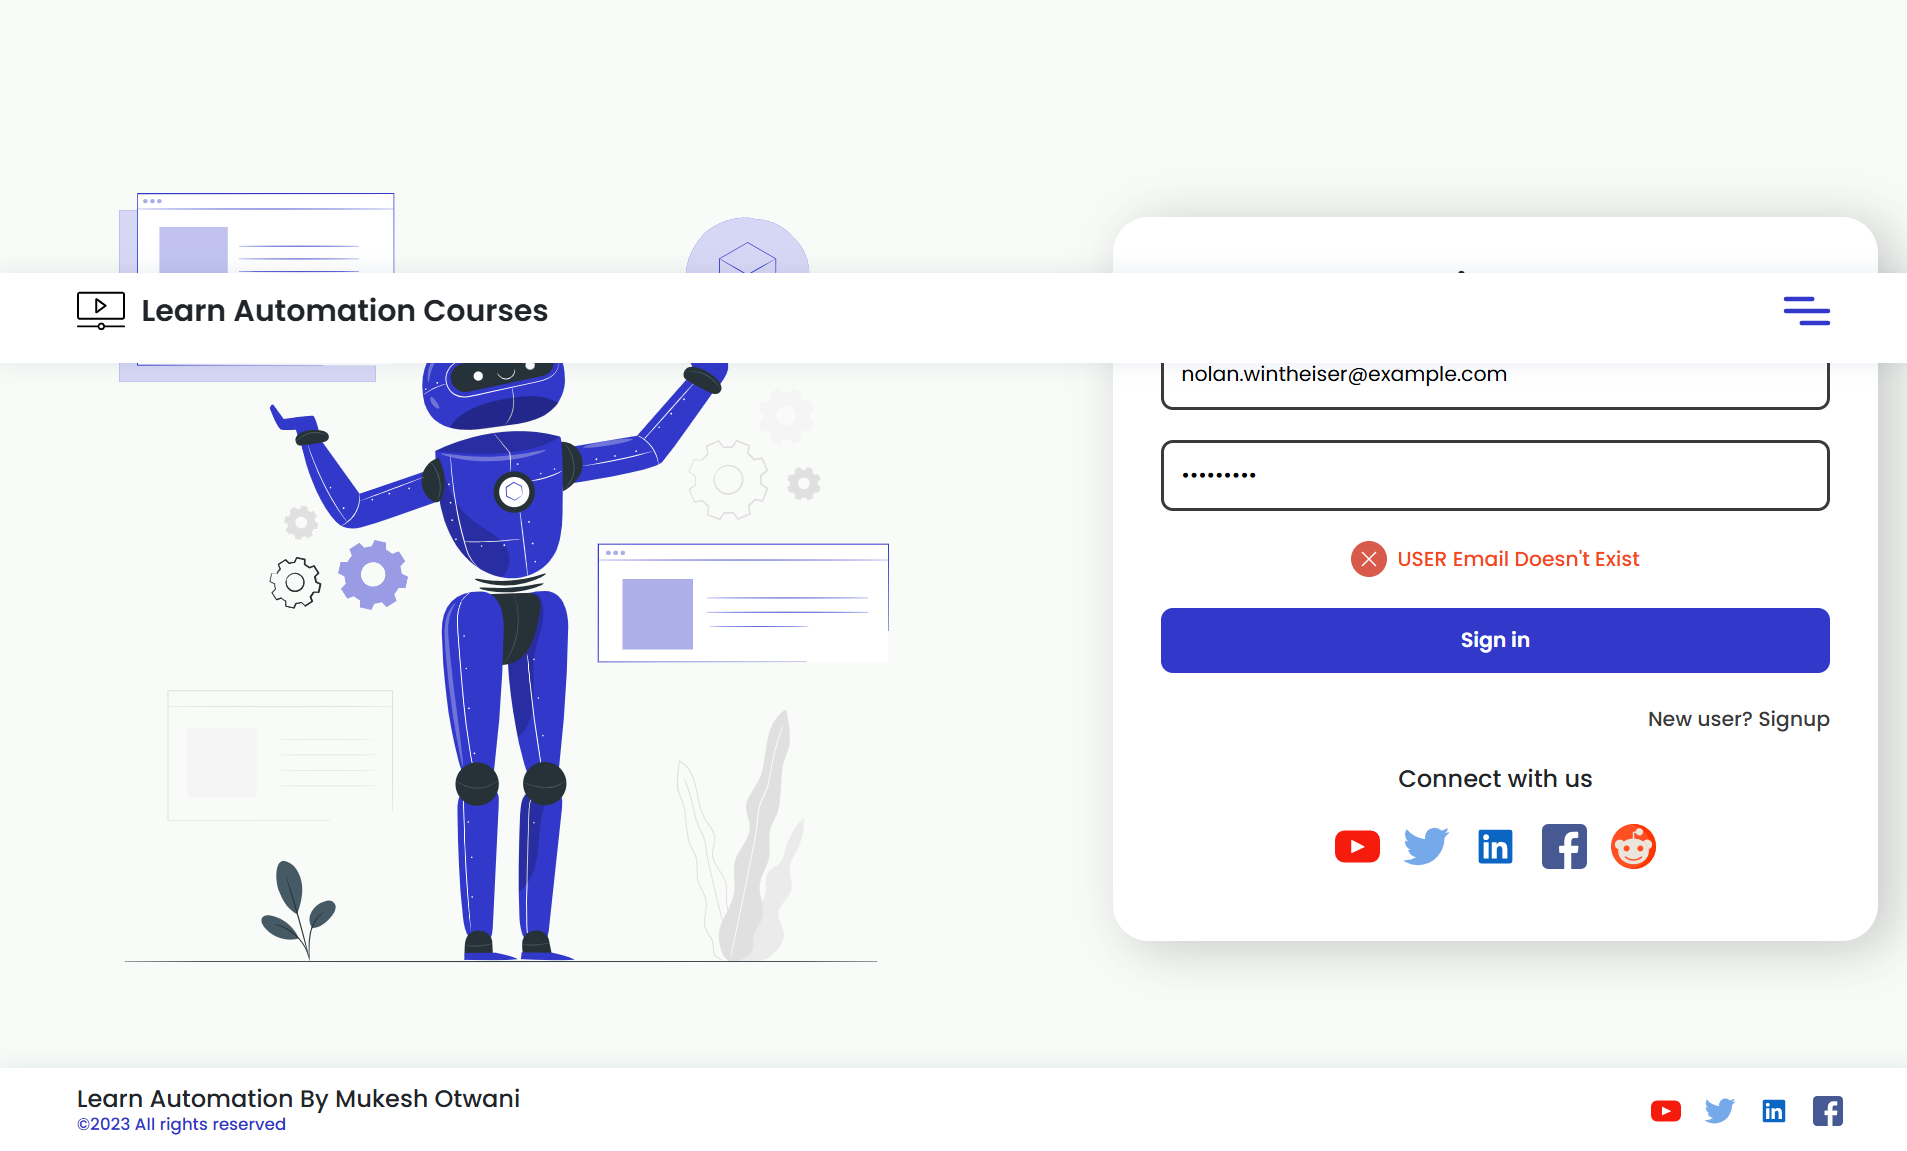 Learn Automation Courses
nolan.wintheiser@example.com
•••••••••
USER Email Doesn't Exist
Sign in
New user? Signup
Connect with us
Learn Automation By Mukesh Otwani
©2023 All rights reserved